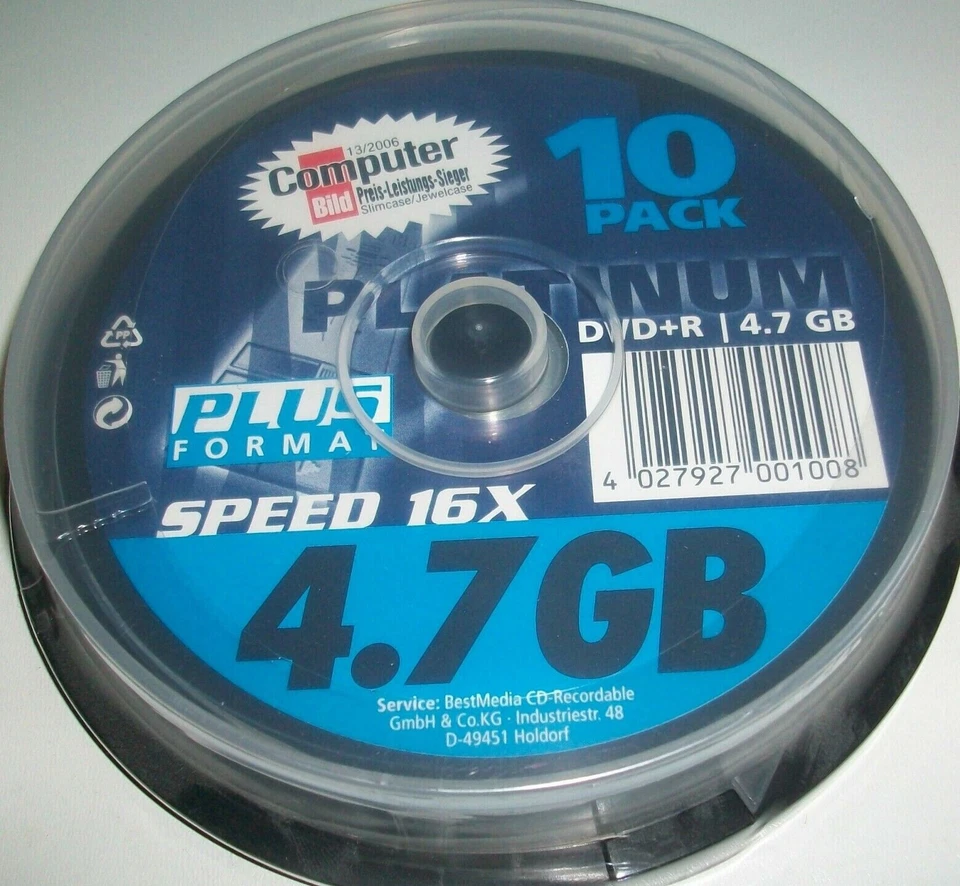 13/2006
Computer
Bild
Preis-Leistungs-Sieger
Slimcase/Jewelcase
10
PACK
PLATINUM
DVD+R | 4.7 GB
PP
4 027927 001008
PLUS
FORMAT
SPEED 16X
4.7GB
Service: BestMedia CD-Recordable
GmbH & Co.KG · Industriestr. 48
D-49451 Holdorf